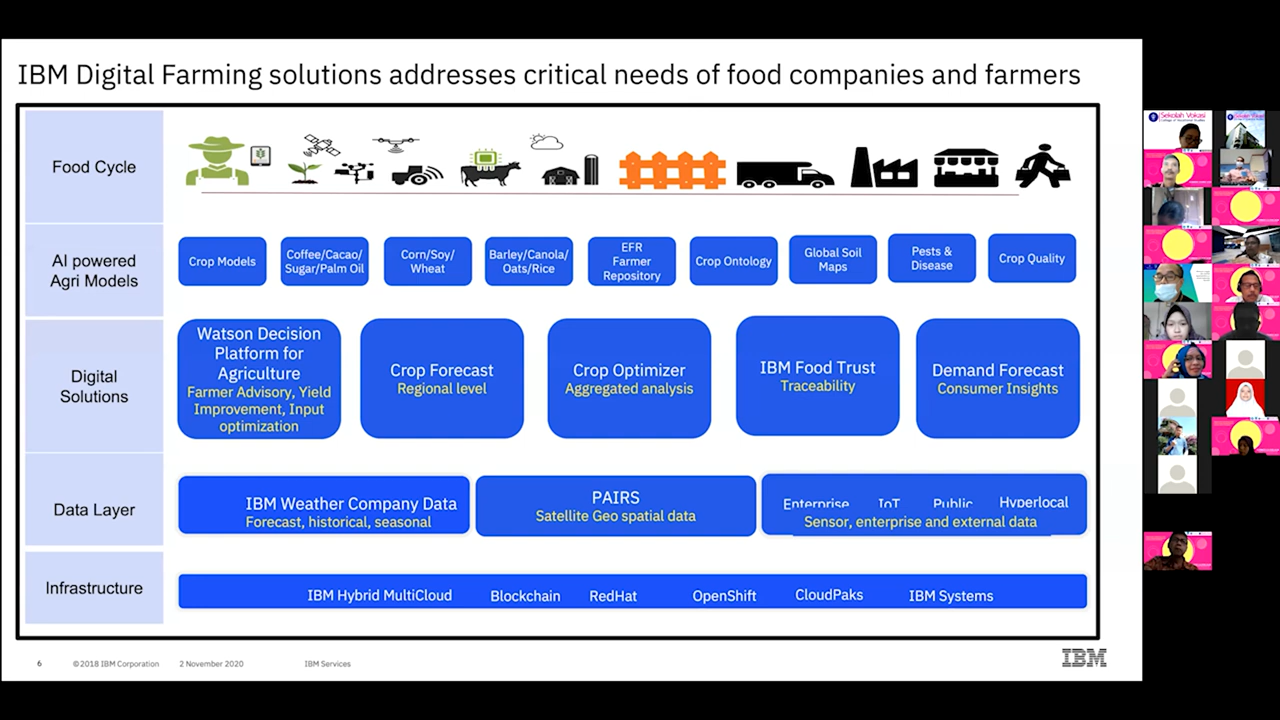 IBM Digital Farming solutions addresses critical needs of food companies and farmers
Food Cycle
AI powered
Agri Models
Crop Models
Coffee/Cacao/
Sugar/Palm Oil
Corn/Soy/
Wheat
Barley/Canola/
Oats/Rice
EFR
Farmer
Repository
Crop Ontology
Global Soil
Maps
Pests &
Disease
Crop Quality
Digital
Solutions
Watson Decision
Platform for
Agriculture
Farmer Advisory, Yield
Improvement, Input
optimization
Crop Forecast
Regional level
Crop Optimizer
Aggregated analysis
IBM Food Trust
Traceability
Demand Forecast
Consumer Insights
Data Layer
IBM Weather Company Data
Forecast, historical, seasonal
PAIRS
Satellite Geo spatial data
Enterprise IoT Public Hyperlocal
Sensor, enterprise and external data
Infrastructure
IBM Hybrid MultiCloud Blockchain RedHat OpenShift CloudPaks IBM Systems
6 ©2018 IBM Corporation 2 November 2020 IBM Services
IBM
Sekolah Vokasi